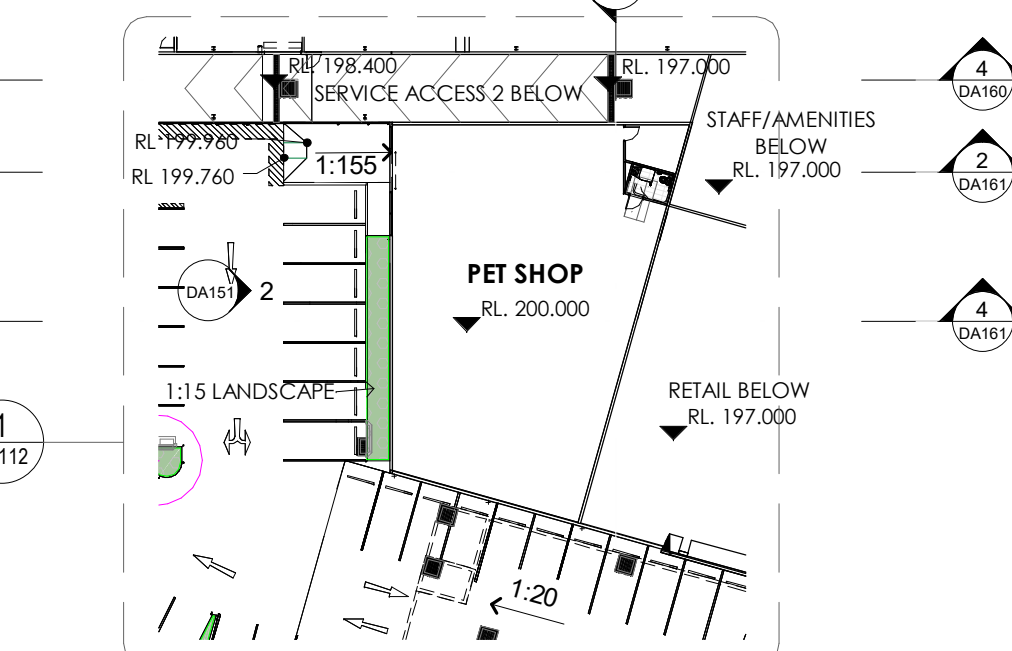 RL. 198.400
RL. 197.000
SERVICE ACCESS 2 BELOW
4
DA160
STAFF/AMENITIES
BELOW
RL. 197.000
RL 199.960
1:155
RL 199.760
2
DA161
PET SHOP
RL. 200.000
DA151
2
4
DA161
1:15 LANDSCAPE
RETAIL BELOW
RL. 197.000
1
112
1:20